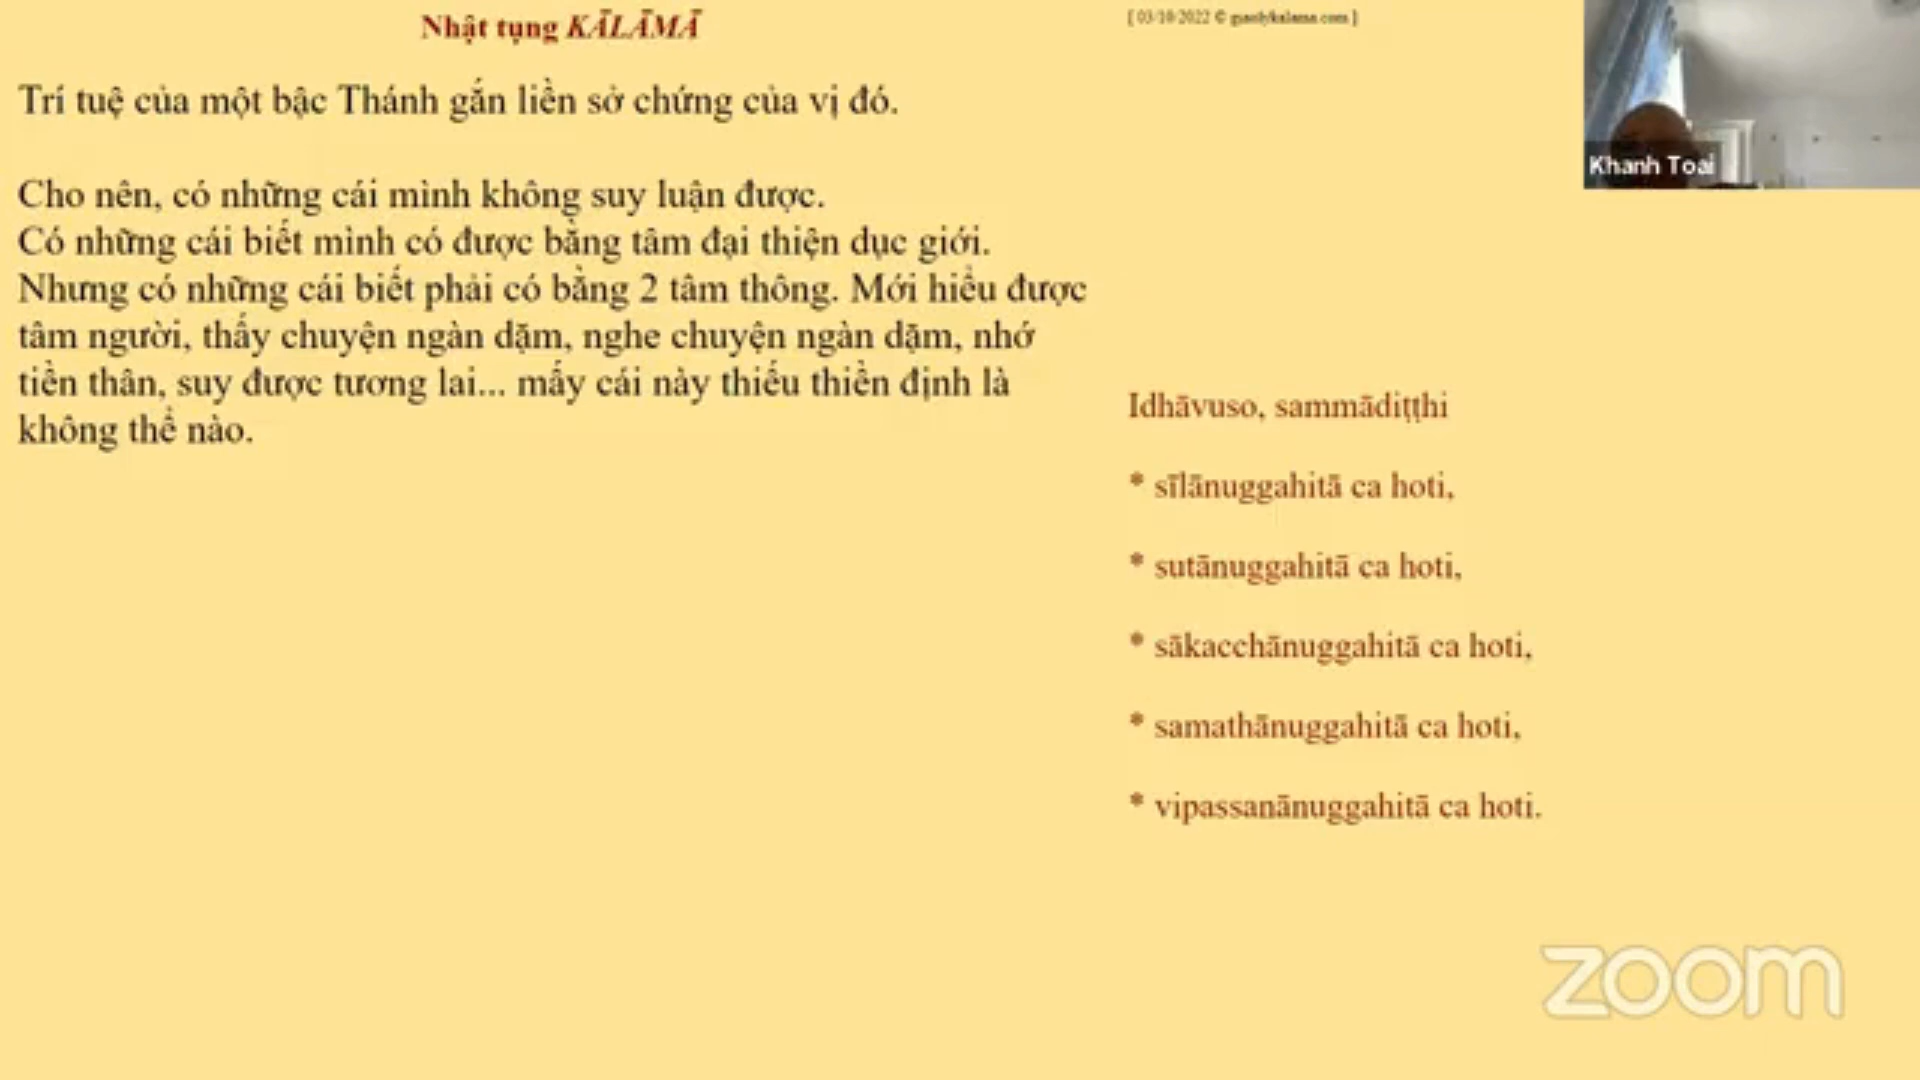 Nhật tụng KĀLĀMĀ
[ 03/10/2022 © giaolykalama.com ]
Trí tuệ của một bậc Thánh gắn liền sở chứng của vị đó.
Cho nên, có những cái mình không suy luận được.
Có những cái biết mình có được bằng tâm đại thiện dục giới.
Nhưng có những cái biết phải có bằng 2 tâm thông. Mới hiểu được
tâm người, thấy chuyện ngàn dặm, nghe chuyện ngàn dặm, nhớ
tiền thân, suy được tương lai... mấy cái này thiếu thiền định là
không thể nào.
Khanh Toai
Idhāvuso, sammādiṭṭhi
* sīlānuggahitā ca hoti,
* sutānuggahitā ca hoti,
* sākacchānuggahitā ca hoti,
* samathānuggahitā ca hoti,
* vipassanānuggahitā ca hoti.
zoom